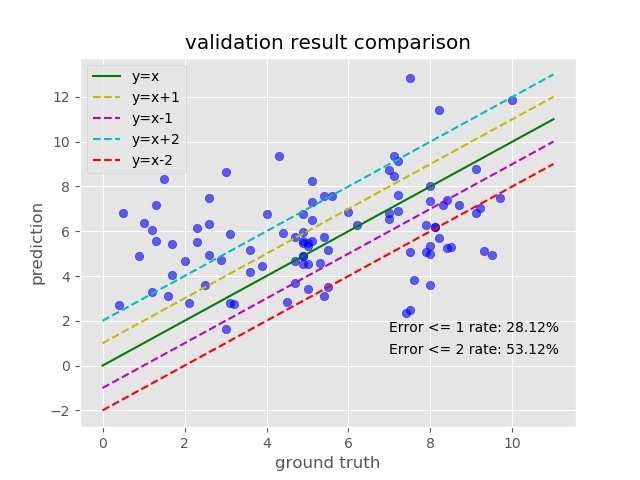 validation result comparison
y=x
y=x+1
y=x-1
y=x+2
y=x-2
12
10
8
6
4
2
0
−2
prediction
Error <= 1 rate: 28.12%
Error <= 2 rate: 53.12%
0 2 4 6 8 10
ground truth